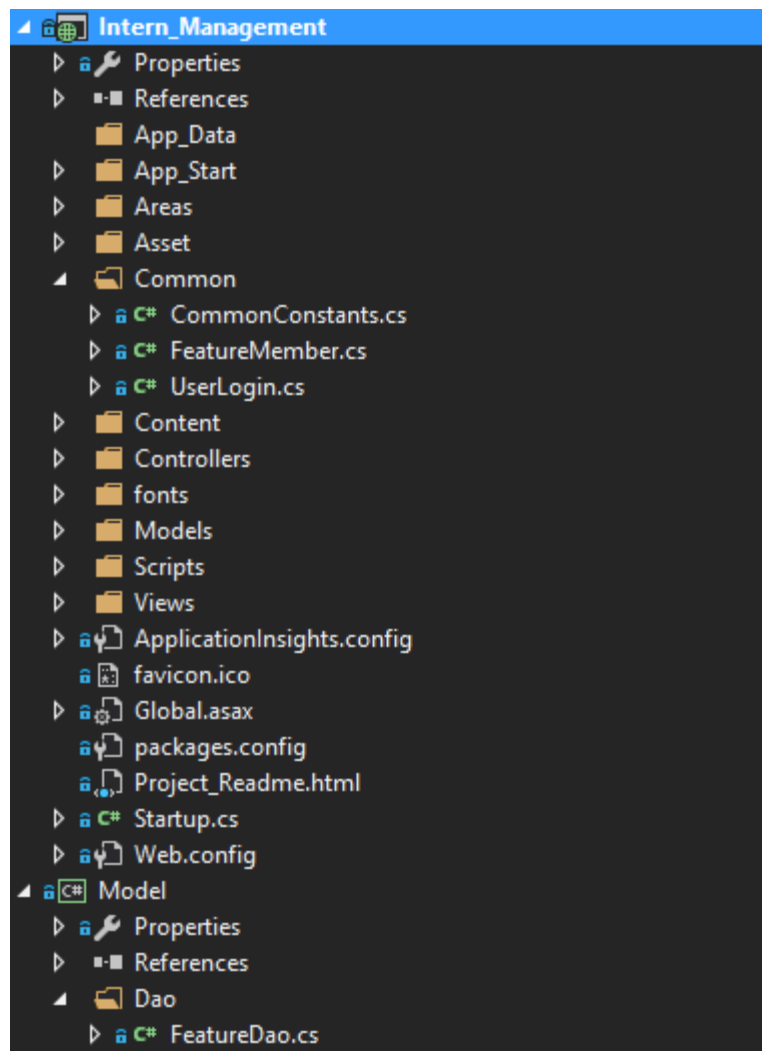 Intern_Management
Properties
References
App_Data
App_Start
Areas
Asset
Common
C# CommonConstants.cs
C# FeatureMember.cs
C# UserLogin.cs
Content
Controllers
fonts
Models
Scripts
Views
ApplicationInsights.config
favicon.ico
Global.asax
packages.config
Project_Readme.html
C# Startup.cs
Web.config
C# Model
Properties
References
Dao
C# FeatureDao.cs